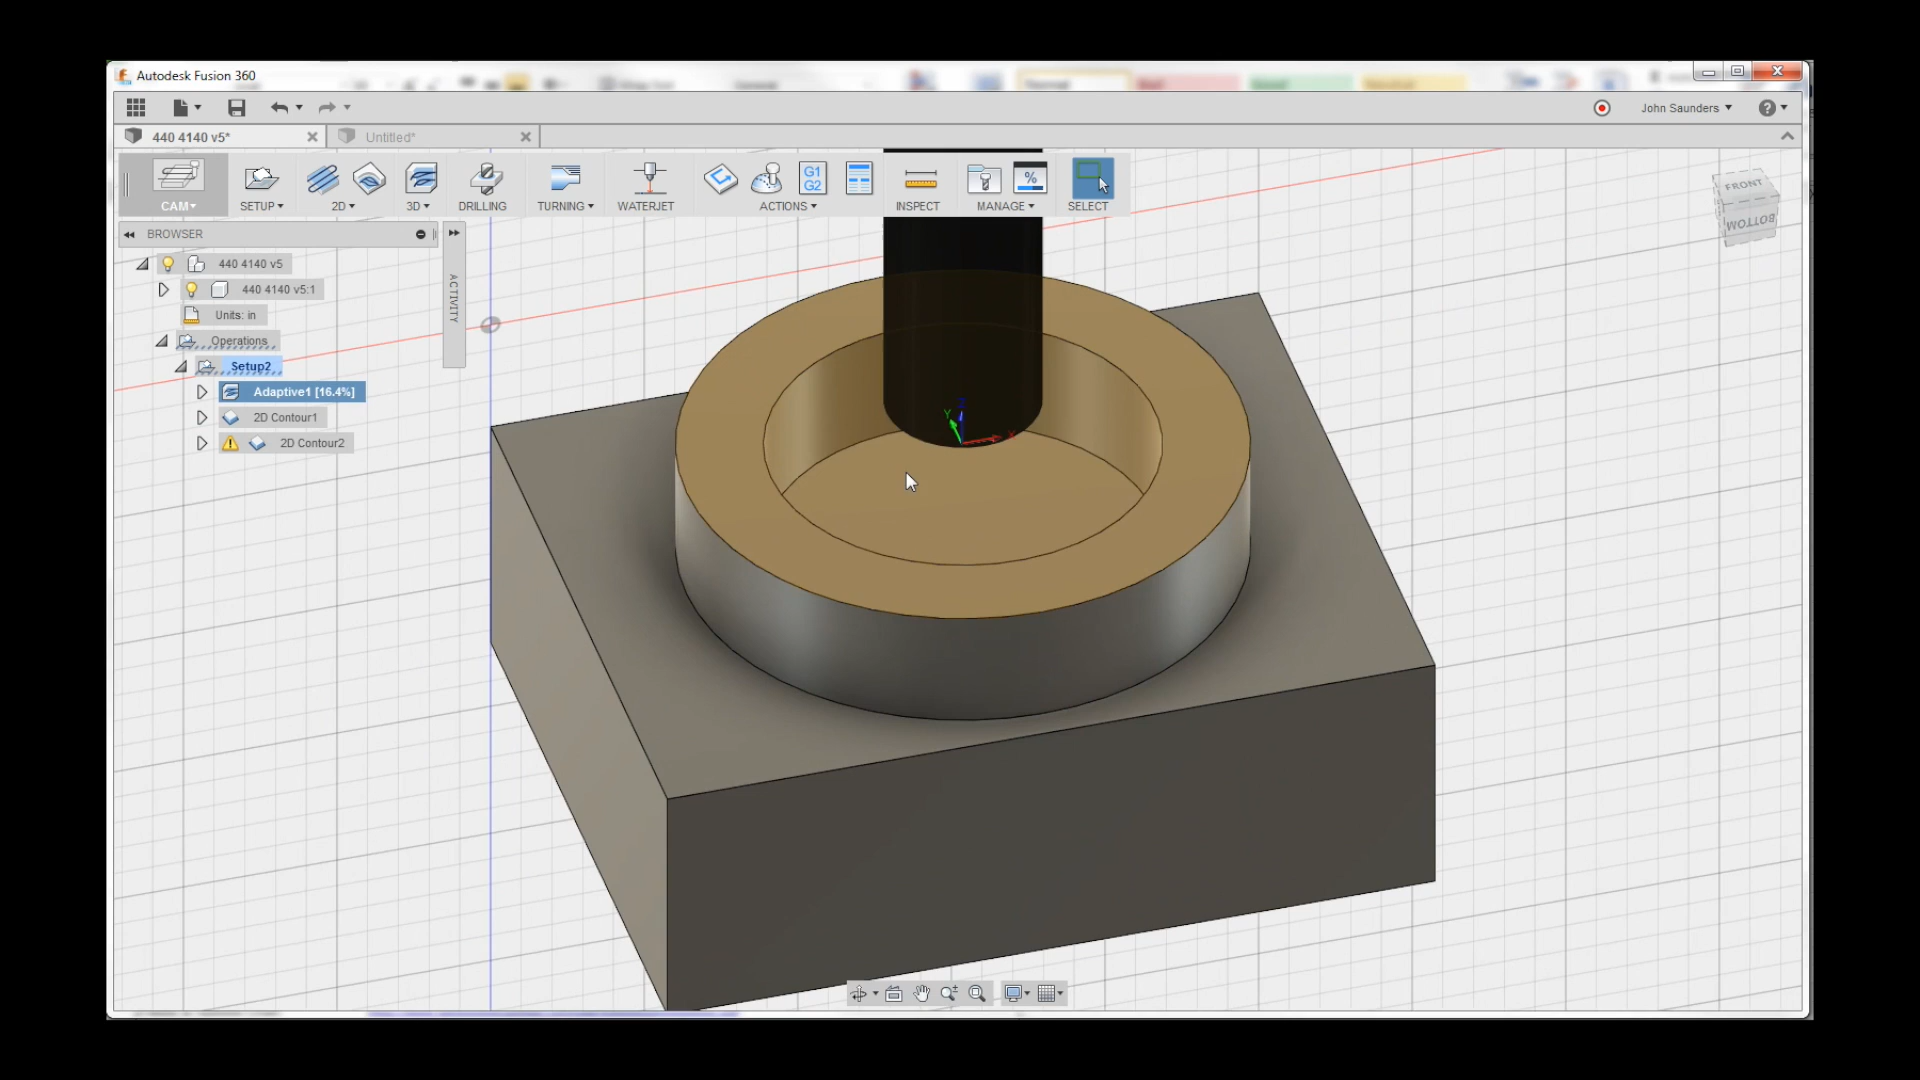 Autodesk Fusion 360
John Saunders
440 4140 v5*
Untitled*
G1
G2
%
CAM▾
SETUP▾
2D▾
3D▾
DRILLING
TURNING▾
WATERJET
ACTIONS▾
INSPECT
MANAGE▾
SELECT
FRONT
BOTTOM
BROWSER
ACTIVITY
440 4140 v5
440 4140 v5:1
Units: in
Operations
Setup2
Adaptive1 [16.4%]
2D Contour1
2D Contour2
Z
Y
X